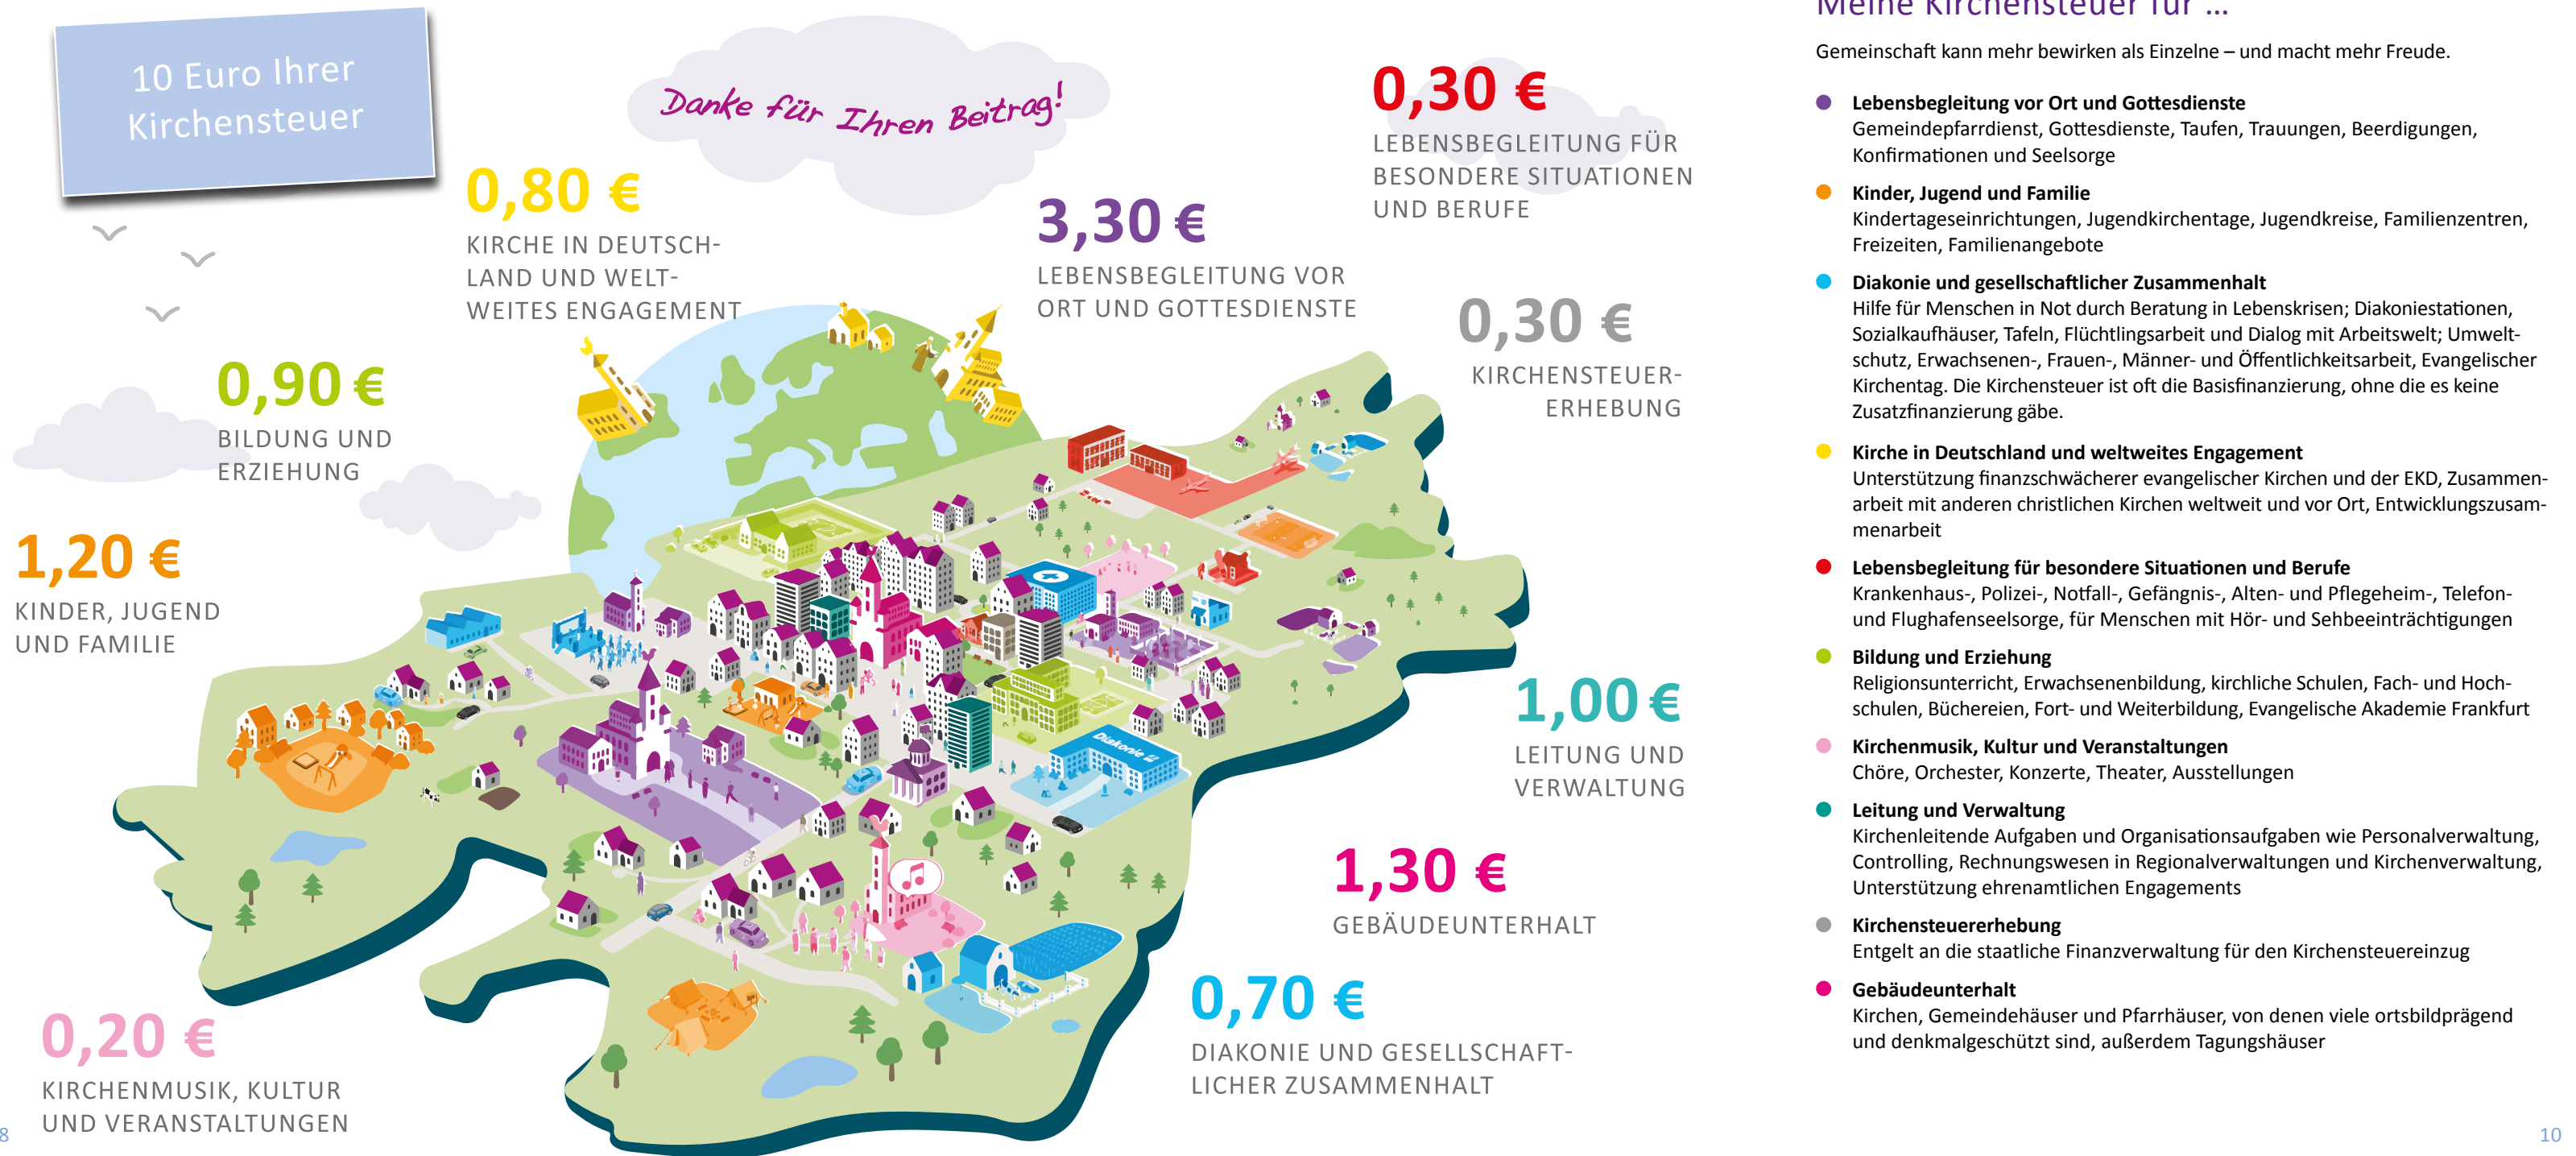 10 Euro Ihrer
Kirchensteuer
Danke für Ihren Beitrag!
0,80 €
KIRCHE IN DEUTSCH-
LAND UND WELT-
WEITES ENGAGEMENT
3,30 €
LEBENSBEGLEITUNG VOR
ORT UND GOTTESDIENSTE
0,30 €
LEBENSBEGLEITUNG FÜR
BESONDERE SITUATIONEN
UND BERUFE
0,30 €
KIRCHENSTEUER-
ERHEBUNG
0,90 €
BILDUNG UND
ERZIEHUNG
1,20 €
KINDER, JUGEND
UND FAMILIE
1,00 €
LEITUNG UND
VERWALTUNG
Diakonie
1,30 €
GEBÄUDEUNTERHALT
0,70 €
DIAKONIE UND GESELLSCHAFT-
LICHER ZUSAMMENHALT
0,20 €
KIRCHENMUSIK, KULTUR
UND VERANSTALTUNGEN
8
Meine Kirchensteuer für ...
Gemeinschaft kann mehr bewirken als Einzelne – und macht mehr Freude.
Lebensbegleitung vor Ort und Gottesdienste
Gemeindepfarrdienst, Gottesdienste, Taufen, Trauungen, Beerdigungen,
Konfirmationen und Seelsorge
Kinder, Jugend und Familie
Kindertageseinrichtungen, Jugendkirchentage, Jugendkreise, Familienzentren,
Freizeiten, Familienangebote
Diakonie und gesellschaftlicher Zusammenhalt
Hilfe für Menschen in Not durch Beratung in Lebenskrisen; Diakoniestationen,
Sozialkaufhäuser, Tafeln, Flüchtlingsarbeit und Dialog mit Arbeitswelt; Umwelt-
schutz, Erwachsenen-, Frauen-, Männer- und Öffentlichkeitsarbeit, Evangelischer
Kirchentag. Die Kirchensteuer ist oft die Basisfinanzierung, ohne die es keine
Zusatzfinanzierung gäbe.
Kirche in Deutschland und weltweites Engagement
Unterstützung finanzschwächerer evangelischer Kirchen und der EKD, Zusammen-
arbeit mit anderen christlichen Kirchen weltweit und vor Ort, Entwicklungszusam-
menarbeit
Lebensbegleitung für besondere Situationen und Berufe
Krankenhaus-, Polizei-, Notfall-, Gefängnis-, Alten- und Pflegeheim-, Telefon-
und Flughafenseelsorge, für Menschen mit Hör- und Sehbeeinträchtigungen
Bildung und Erziehung
Religionsunterricht, Erwachsenenbildung, kirchliche Schulen, Fach- und Hoch-
schulen, Büchereien, Fort- und Weiterbildung, Evangelische Akademie Frankfurt
Kirchenmusik, Kultur und Veranstaltungen
Chöre, Orchester, Konzerte, Theater, Ausstellungen
Leitung und Verwaltung
Kirchenleitende Aufgaben und Organisationsaufgaben wie Personalverwaltung,
Controlling, Rechnungswesen in Regionalverwaltungen und Kirchenverwaltung,
Unterstützung ehrenamtlichen Engagements
Kirchensteuererhebung
Entgelt an die staatliche Finanzverwaltung für den Kirchensteuereinzug
Gebäudeunterhalt
Kirchen, Gemeindehäuser und Pfarrhäuser, von denen viele ortsbildprägend
und denkmalgeschützt sind, außerdem Tagungshäuser
10